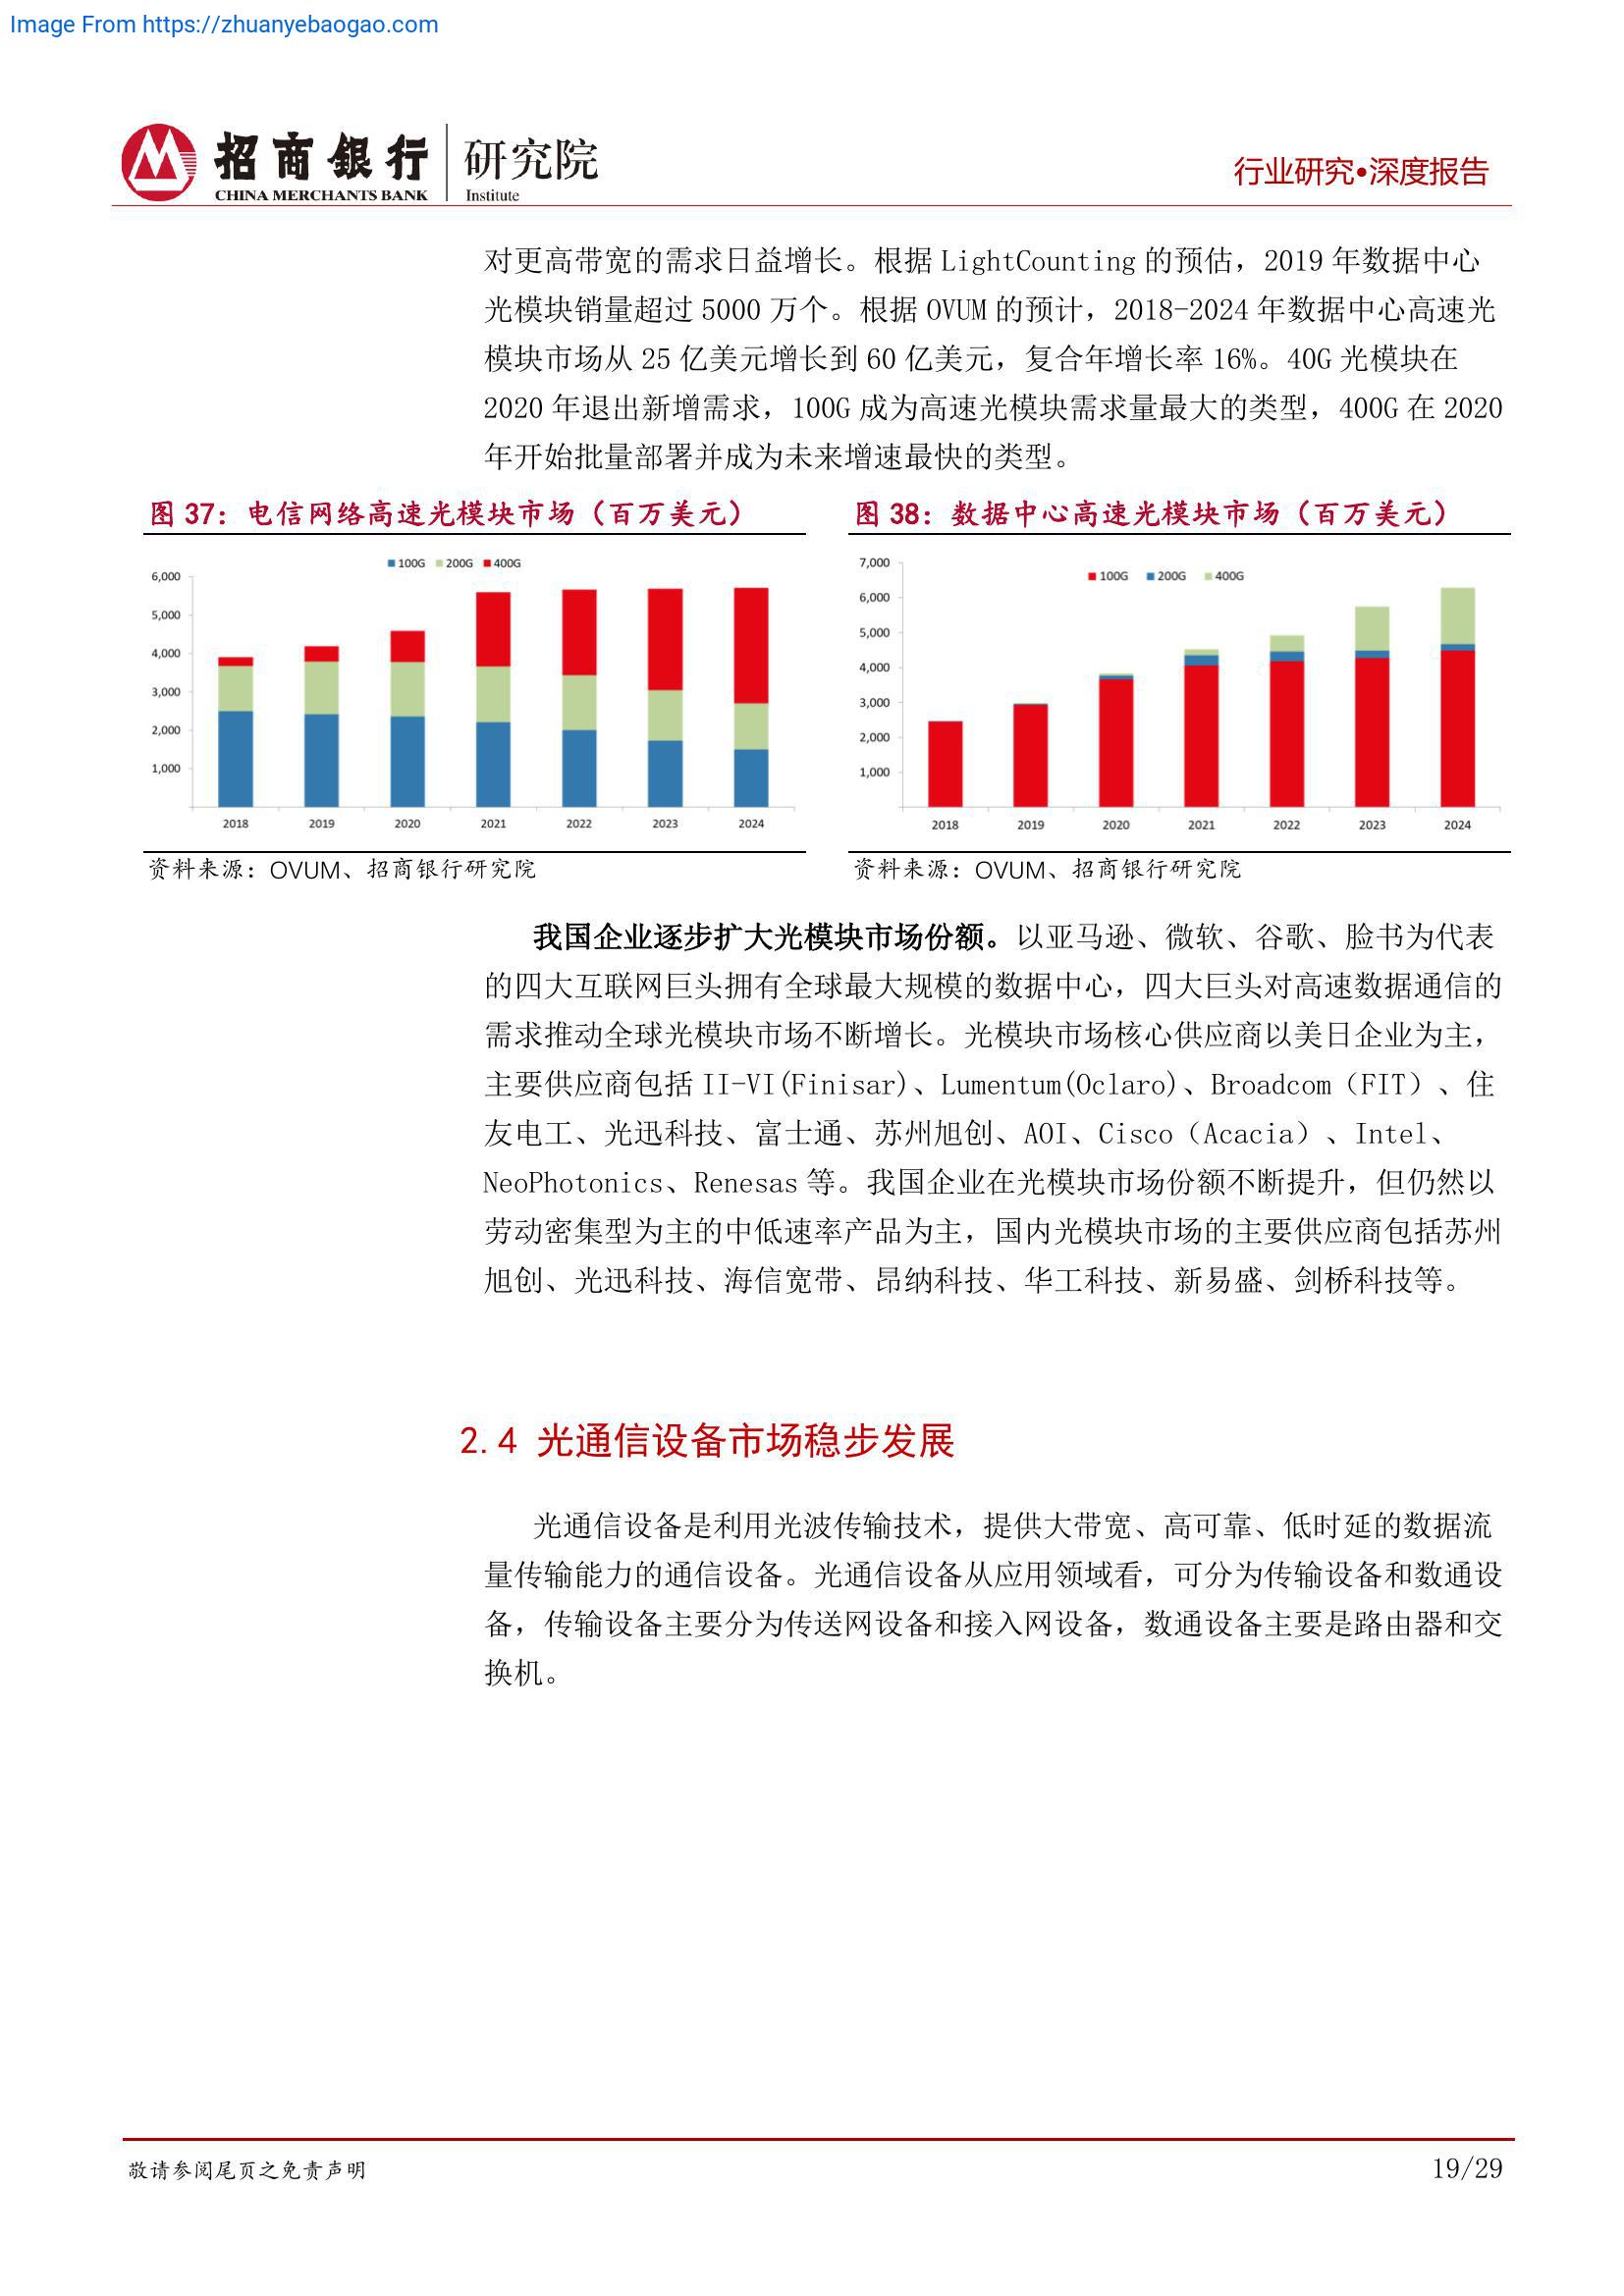 Image From https://zhuanyebaogao.com
招商銀行
CHINA MERCHANTS BANK
研究院
Institute
行业研究•深度报告
对更高带宽的需求日益增长。根据 LightCounting 的预估，2019 年数据中心
光模块销量超过 5000 万个。根据 OVUM 的预计，2018-2024 年数据中心高速光
模块市场从 25 亿美元增长到 60 亿美元，复合年增长率 16%。40G 光模块在
2020 年退出新增需求，100G 成为高速光模块需求量最大的类型，400G 在 2020
年开始批量部署并成为未来增速最快的类型。
图 37：电信网络高速光模块市场（百万美元）
100G 200G 400G
6,000
5,000
4,000
3,000
2,000
1,000
2018 2019 2020 2021 2022 2023 2024
资料来源：OVUM、招商银行研究院
图 38：数据中心高速光模块市场（百万美元）
100G 200G 400G
7,000
6,000
5,000
4,000
3,000
2,000
1,000
2018 2019 2020 2021 2022 2023 2024
资料来源：OVUM、招商银行研究院
我国企业逐步扩大光模块市场份额。以亚马逊、微软、谷歌、脸书为代表
的四大互联网巨头拥有全球最大规模的数据中心，四大巨头对高速数据通信的
需求推动全球光模块市场不断增长。光模块市场核心供应商以美日企业为主，
主要供应商包括 II-VI(Finisar)、Lumentum(Oclaro)、Broadcom（FIT）、住
友电工、光迅科技、富士通、苏州旭创、AOI、Cisco（Acacia）、Intel、
NeoPhotonics、Renesas 等。我国企业在光模块市场份额不断提升，但仍然以
劳动密集型为主的中低速率产品为主，国内光模块市场的主要供应商包括苏州
旭创、光迅科技、海信宽带、昂纳科技、华工科技、新易盛、剑桥科技等。
2.4 光通信设备市场稳步发展
光通信设备是利用光波传输技术，提供大带宽、高可靠、低时延的数据流
量传输能力的通信设备。光通信设备从应用领域看，可分为传输设备和数通设
备，传输设备主要分为传送网设备和接入网设备，数通设备主要是路由器和交
换机。
敬请参阅尾页之免责声明
19/29